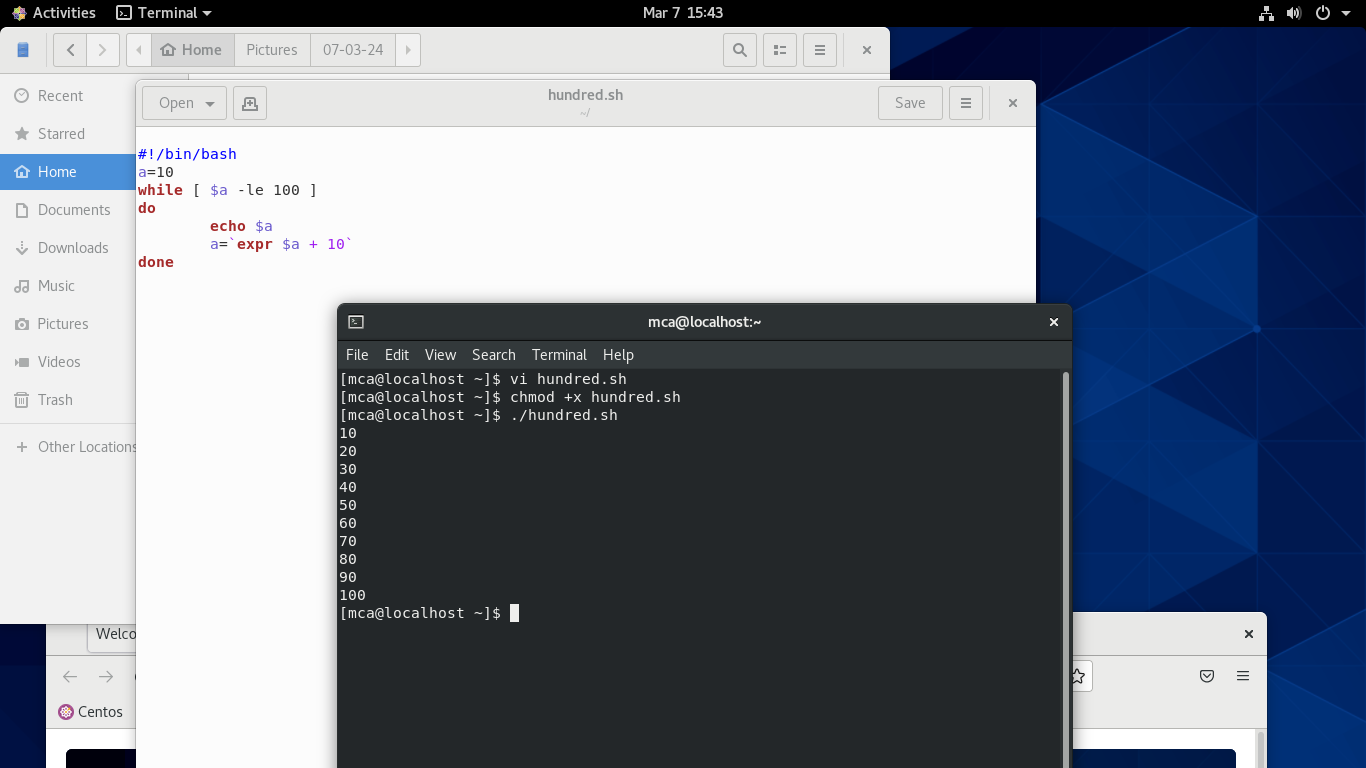 Activities Terminal Mar 7 15:43
Home Pictures 07-03-24
Recent
Starred
Home
Documents
Downloads
Music
Pictures
Videos
Trash
Other Locations
Open hundred.sh Save
~/
#!/bin/bash
a=10
while [ $a -le 100 ]
do
echo $a
a=`expr $a + 10`
done
mca@localhost:~
File Edit View Search Terminal Help
[mca@localhost ~]$ vi hundred.sh
[mca@localhost ~]$ chmod +x hundred.sh
[mca@localhost ~]$ ./hundred.sh
10
20
30
40
50
60
70
80
90
100
[mca@localhost ~]$
Welco
Centos